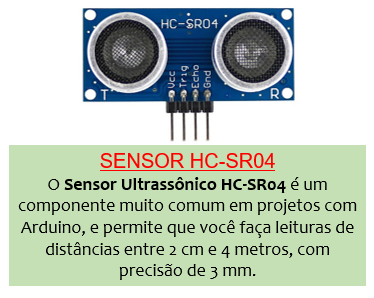 HC-SR04
Vcc
Trig
Echo
Gnd
T
R
SENSOR HC-SR04
O Sensor Ultrassônico HC-SR04 é um
componente muito comum em projetos com
Arduino, e permite que você faça leituras de
distâncias entre 2 cm e 4 metros, com
precisão de 3 mm.